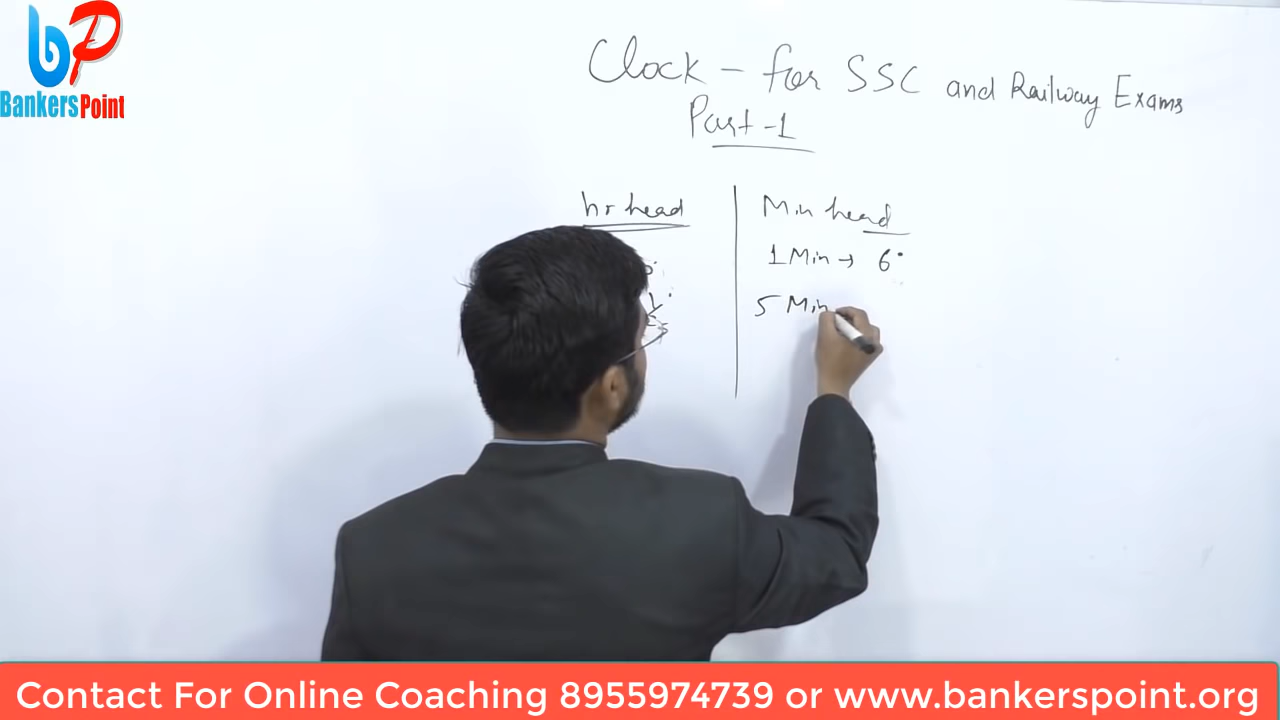 bp
BankersPoint
Clock - for SSC and Railway Exams
Part-1
hr head
Min head
1 Min → 6°
5 Min
Contact For Online Coaching 8955974739 or www.bankerspoint.org